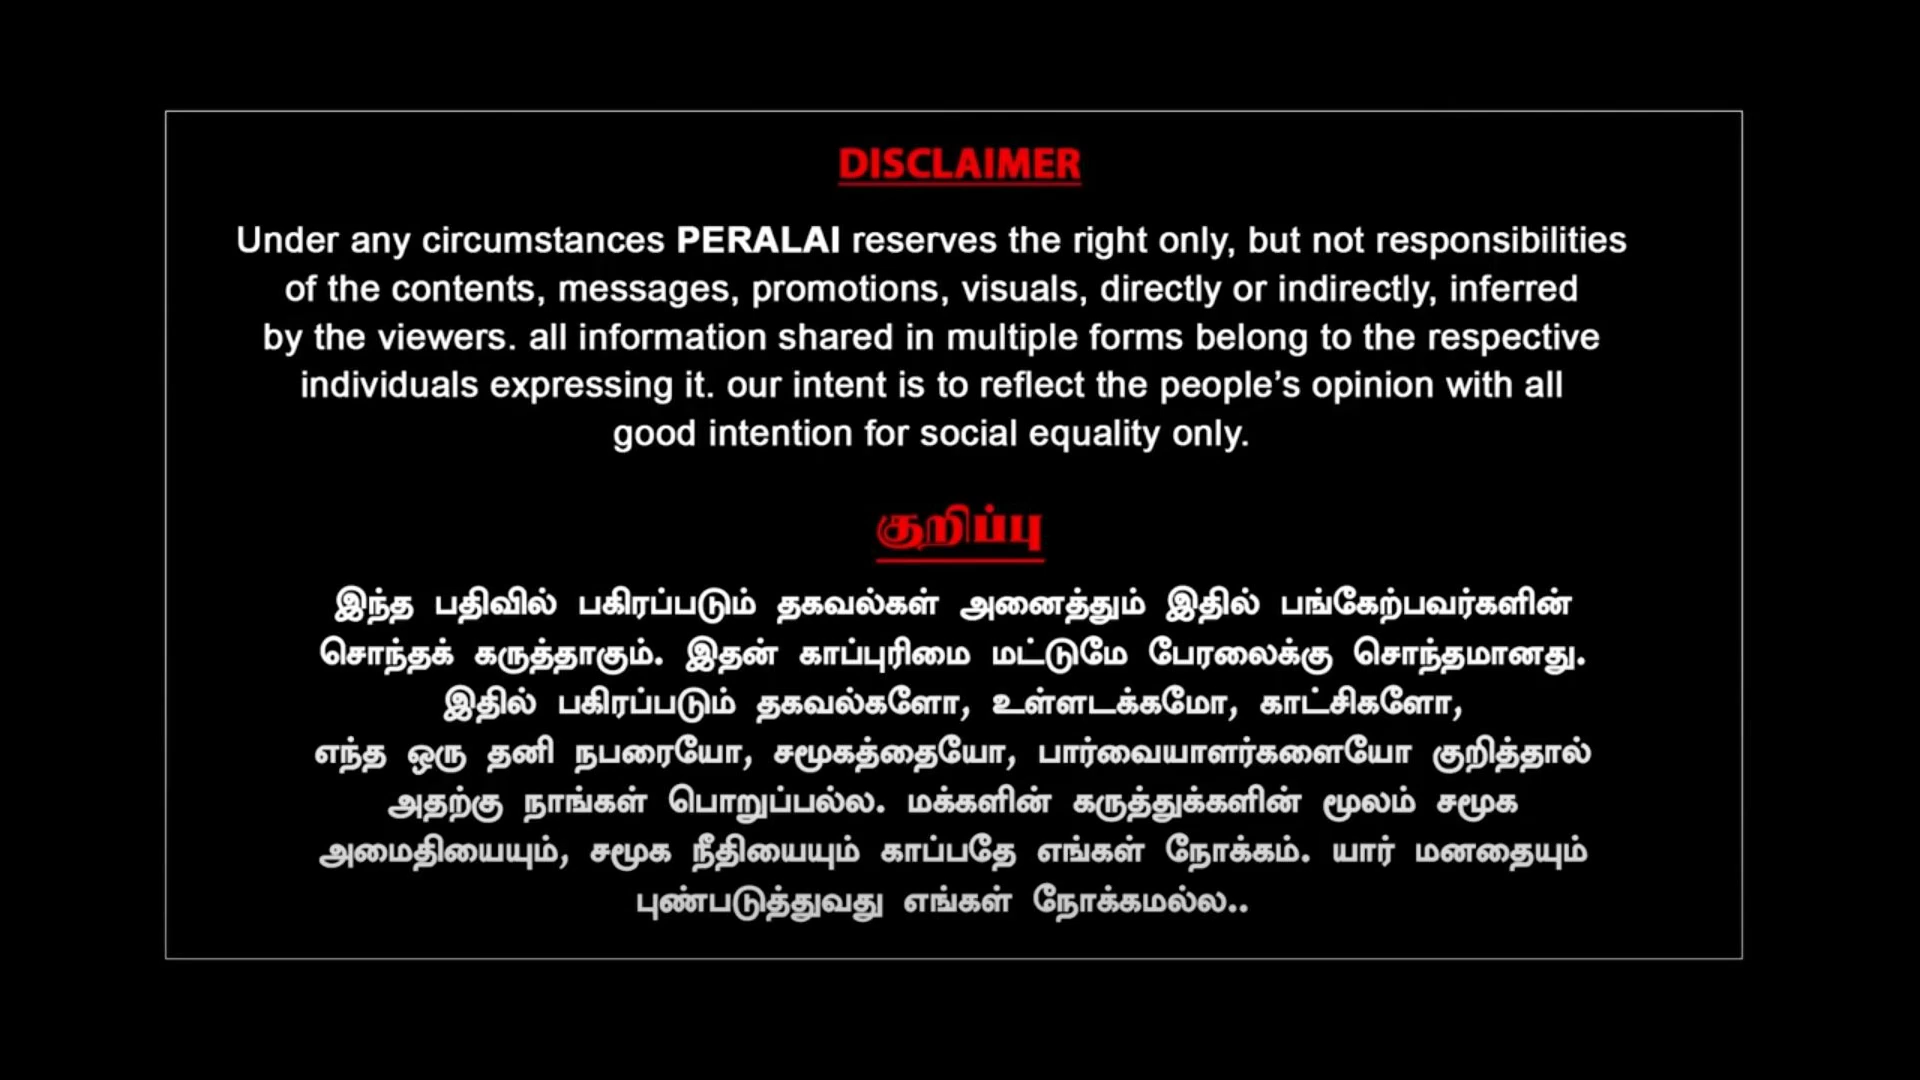 DISCLAIMER
Under any circumstances PERALAI reserves the right only, but not responsibilities
of the contents, messages, promotions, visuals, directly or indirectly, inferred
by the viewers. all information shared in multiple forms belong to the respective
individuals expressing it. our intent is to reflect the people’s opinion with all
good intention for social equality only.
குறிப்பு
இந்த பதிவில் பகிரப்படும் தகவல்கள் அனைத்தும் இதில் பங்கேற்பவர்களின்
சொந்தக் கருத்தாகும். இதன் காப்புரிமை மட்டுமே பேரலைக்கு சொந்தமானது.
இதில் பகிரப்படும் தகவல்களோ, உள்ளடக்கமோ, காட்சிகளோ,
எந்த ஒரு தனி நபரையோ, சமூகத்தையோ, பார்வையாளர்களையோ குறித்தால்
அதற்கு நாங்கள் பொறுப்பல்ல. மக்களின் கருத்துக்களின் மூலம் சமூக
அமைதியையும், சமூக நீதியையும் காப்பதே எங்கள் நோக்கம். யார் மனதையும்
புண்படுத்துவது எங்கள் நோக்கமல்ல..